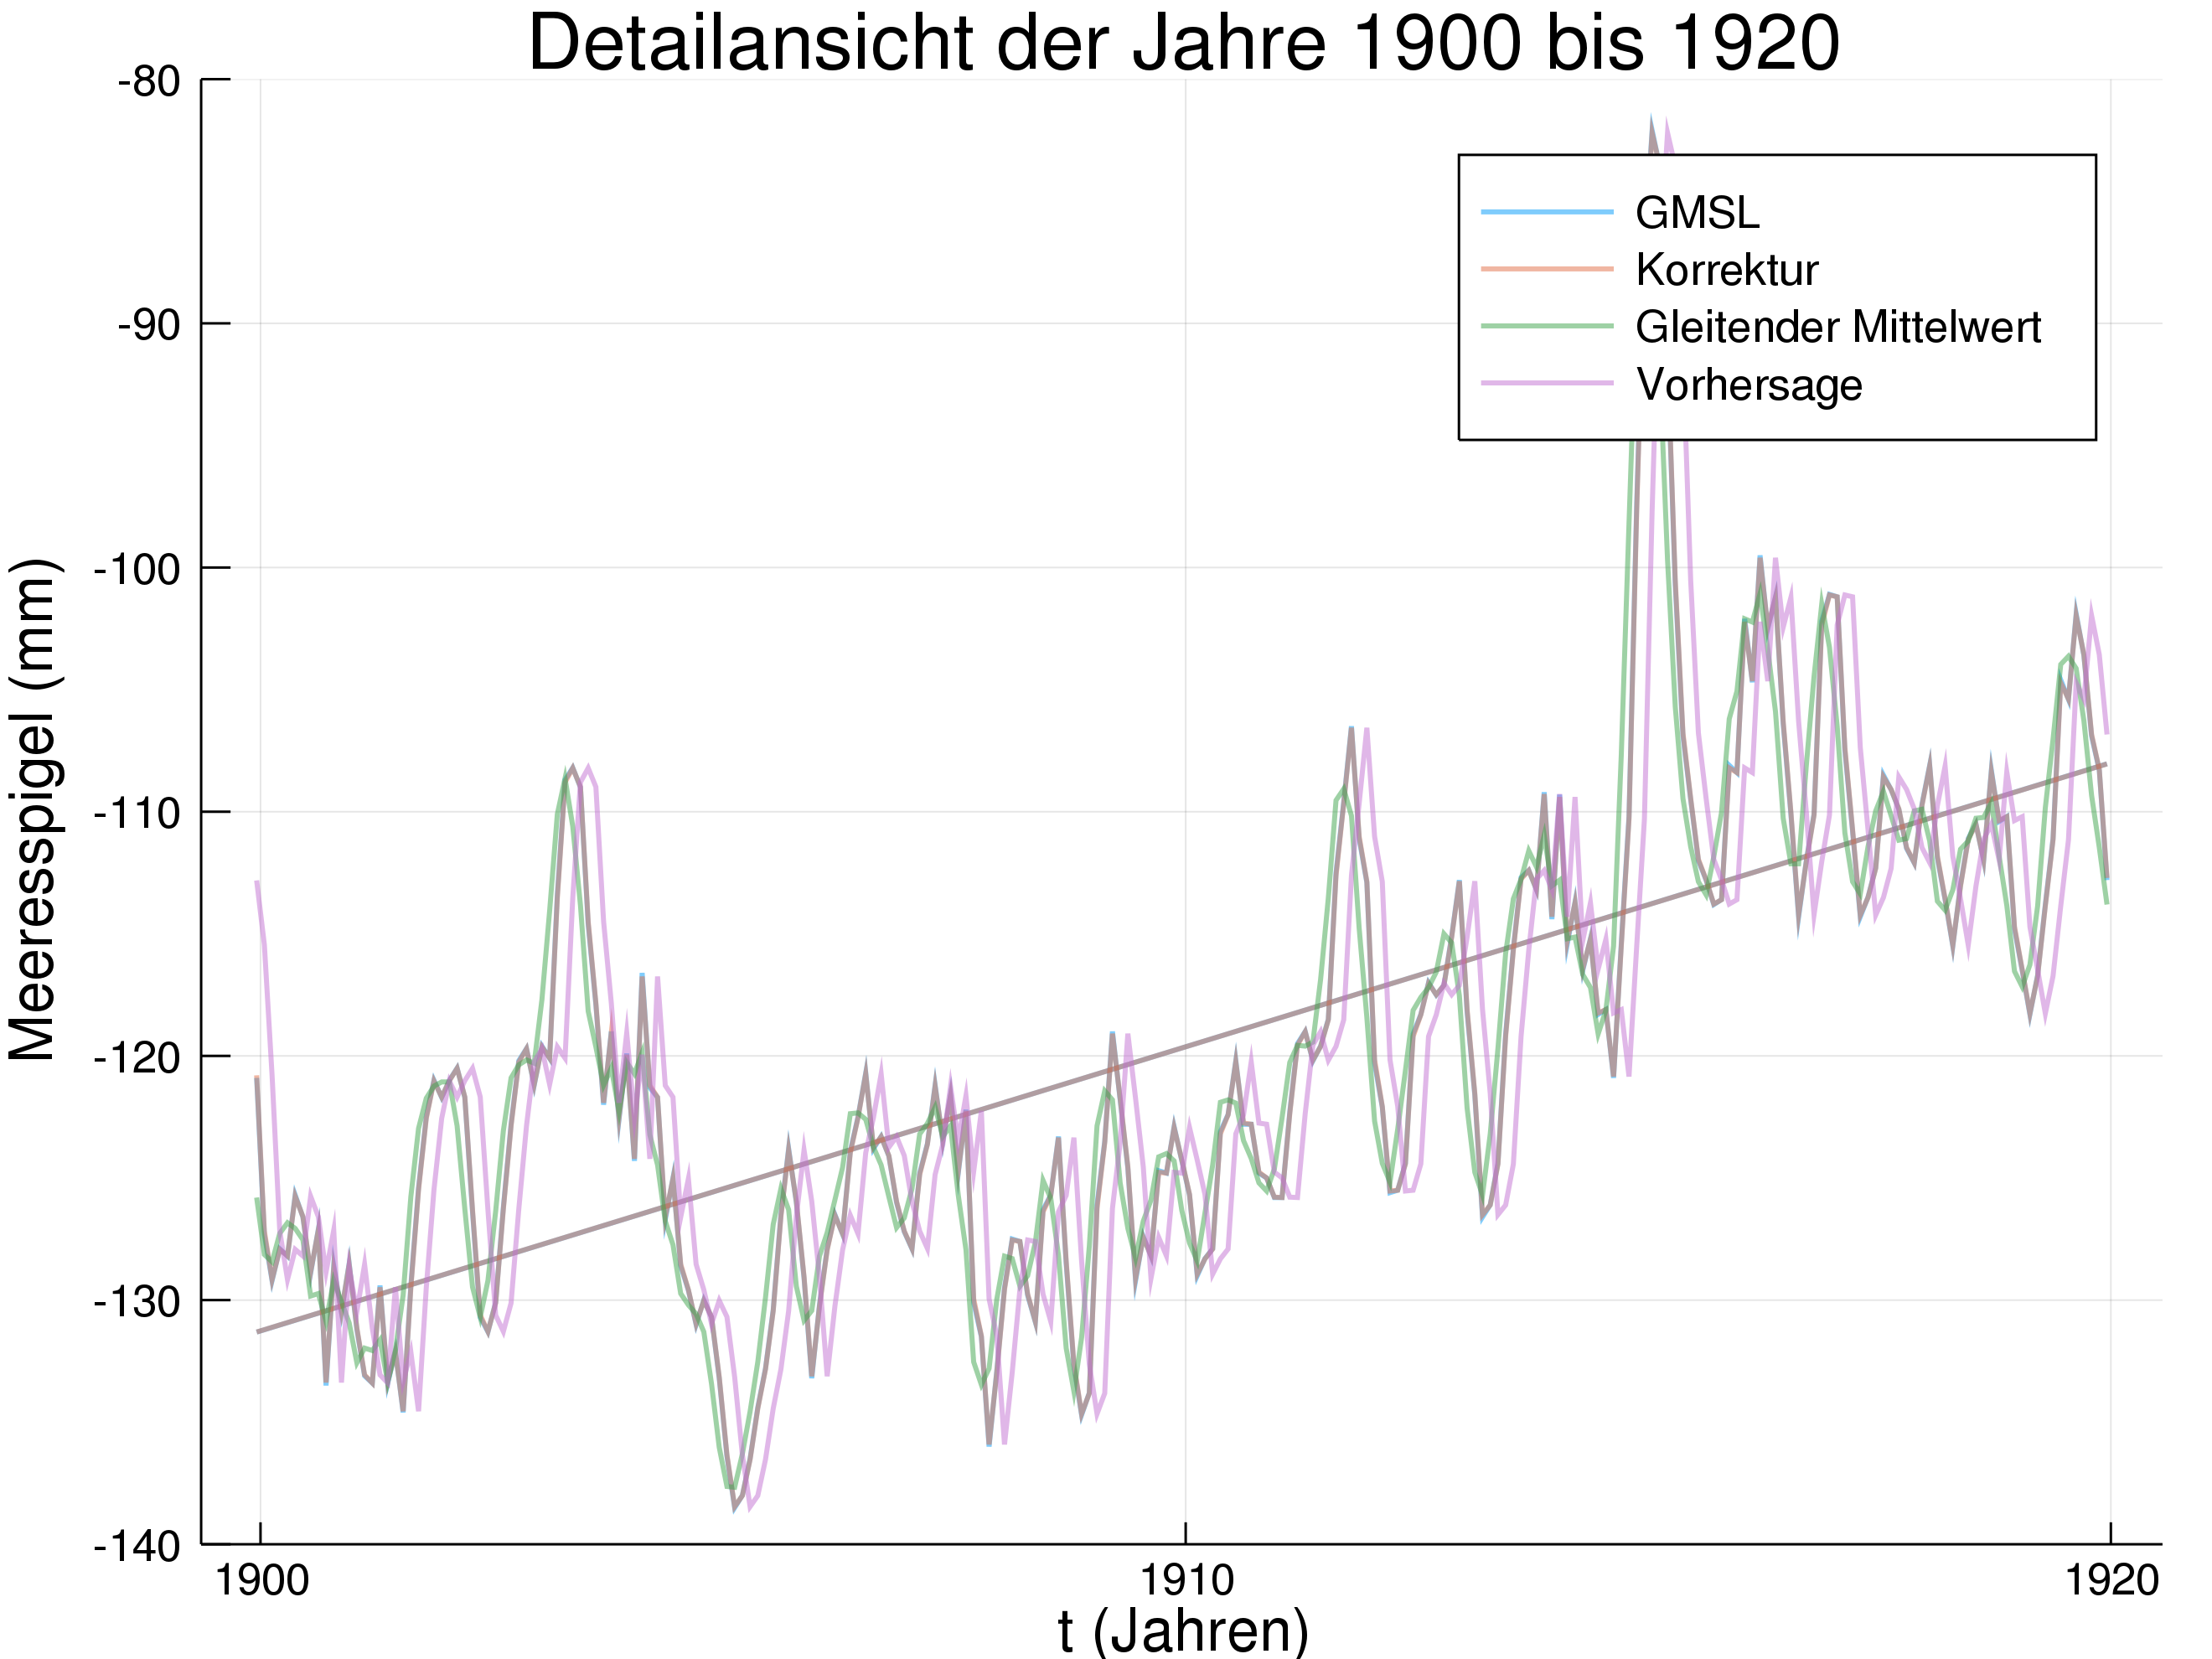 Detailansicht der Jahre 1900 bis 1920
-80
-90
-100
-110
-120
-130
-140
Meeresspigel (mm)
GMSL
Korrektur
Gleitender Mittelwert
Vorhersage
1900 1910 1920
t (Jahren)